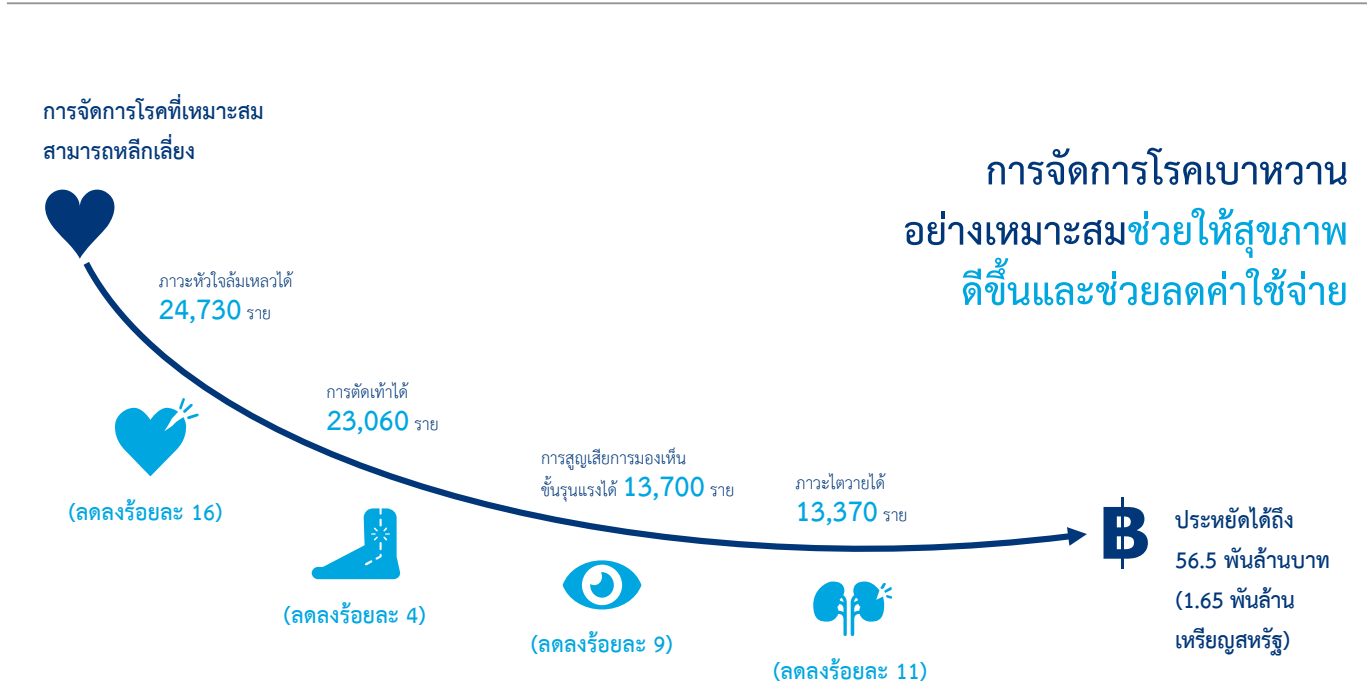 การจัดการโรคที่เหมาะสม
สามารถหลีกเลี่ยง
การจัดการโรคเบาหวาน
อย่างเหมาะสมช่วยให้สุขภาพ
ดีขึ้นและช่วยลดค่าใช้จ่าย
ภาวะหัวใจล้มเหลวได้
24,730 ราย
(ลดลงร้อยละ 16)
การตัดเท้าได้
23,060 ราย
(ลดลงร้อยละ 4)
การสูญเสียการมองเห็น
ขั้นรุนแรงได้ 13,700 ราย
(ลดลงร้อยละ 9)
ภาวะไตวายได้
13,370 ราย
(ลดลงร้อยละ 11)
฿
ประหยัดได้ถึง
56.5 พันล้านบาท
(1.65 พันล้าน
เหรียญสหรัฐ)